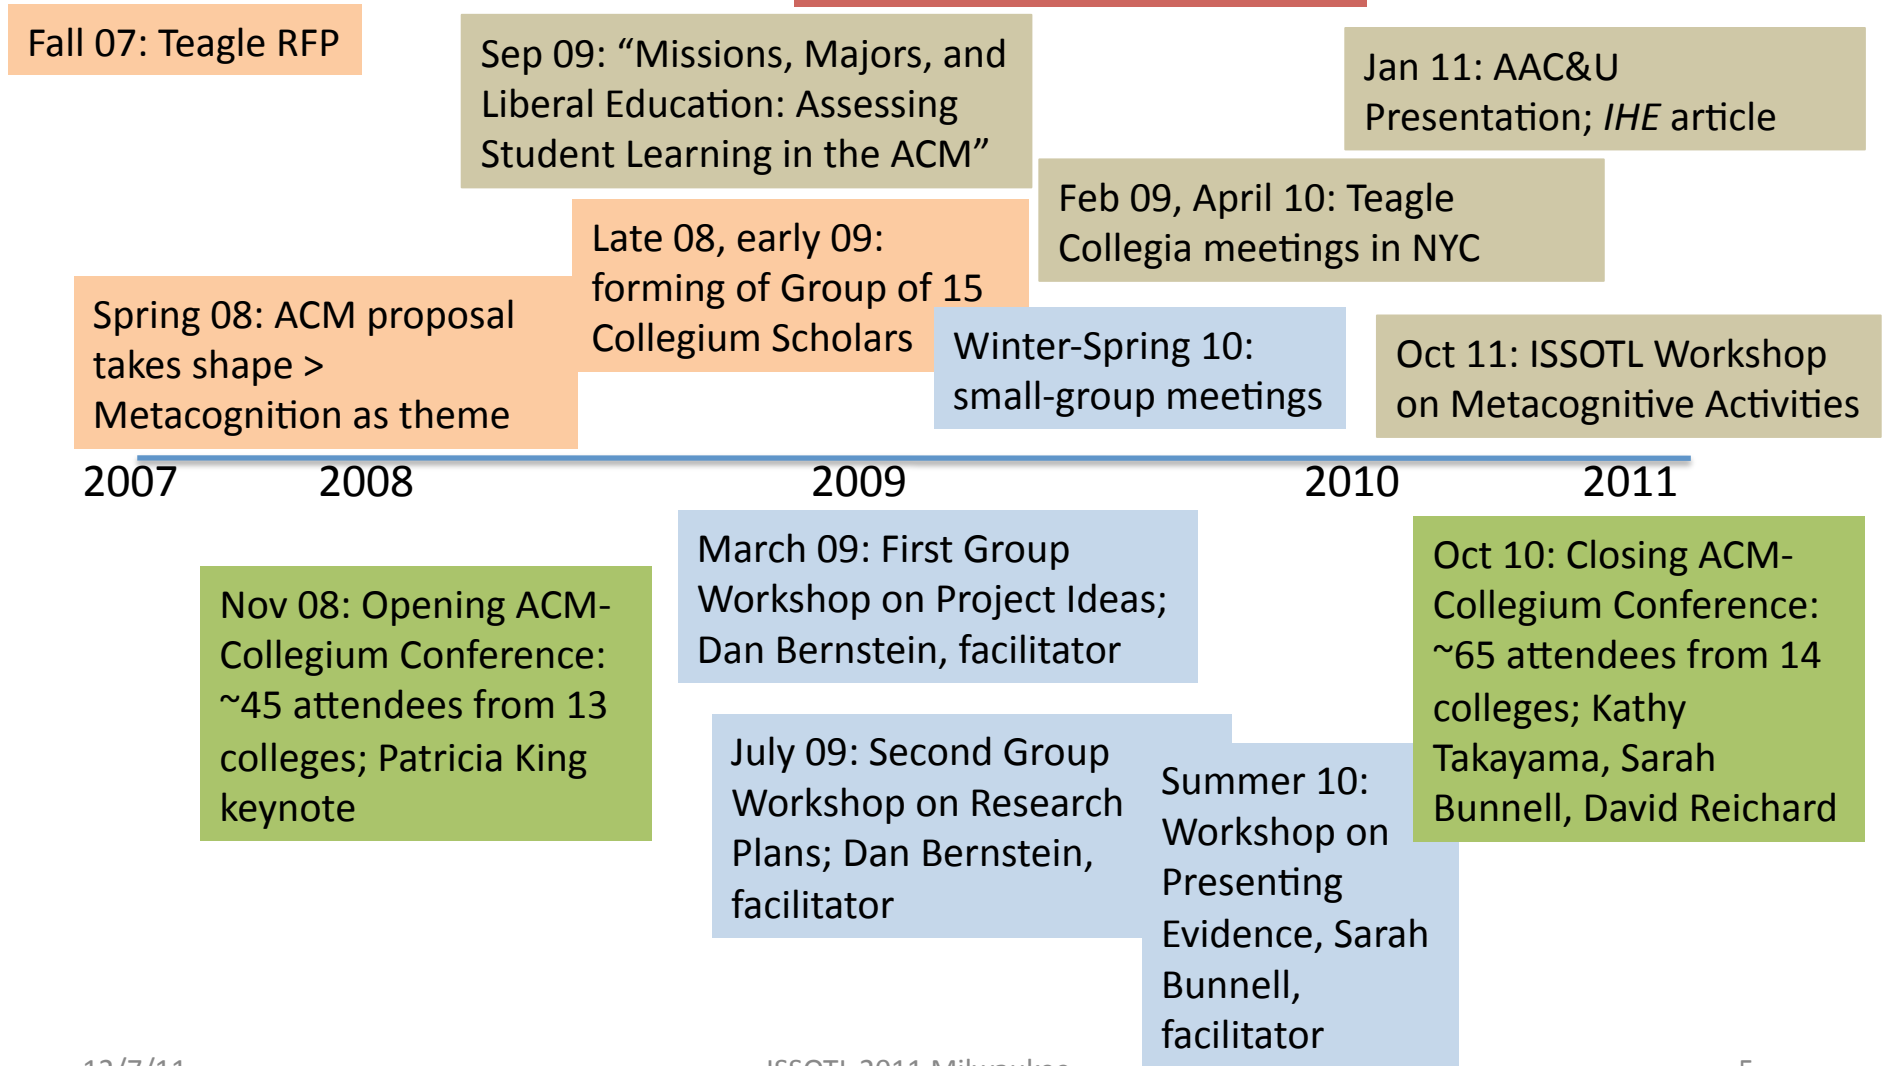 Fall 07: Teagle RFP
Sep 09: “Missions, Majors, and
Liberal Education: Assessing
Student Learning in the ACM”
Jan 11: AAC&U
Presentation; IHE article
Feb 09, April 10: Teagle
Collegia meetings in NYC
Late 08, early 09:
forming of Group of 15
Collegium Scholars
Spring 08: ACM proposal
takes shape >
Metacognition as theme
Winter-Spring 10:
small-group meetings
Oct 11: ISSOTL Workshop
on Metacognitive Activities
2007 2008 2009 2010 2011
Nov 08: Opening ACM-
Collegium Conference:
~45 attendees from 13
colleges; Patricia King
keynote
March 09: First Group
Workshop on Project Ideas;
Dan Bernstein, facilitator
July 09: Second Group
Workshop on Research
Plans; Dan Bernstein,
facilitator
Summer 10:
Workshop on
Presenting
Evidence, Sarah
Bunnell,
facilitator
Oct 10: Closing ACM-
Collegium Conference:
~65 attendees from 14
colleges; Kathy
Takayama, Sarah
Bunnell, David Reichard
ISSOTL 2011 Milwaukee